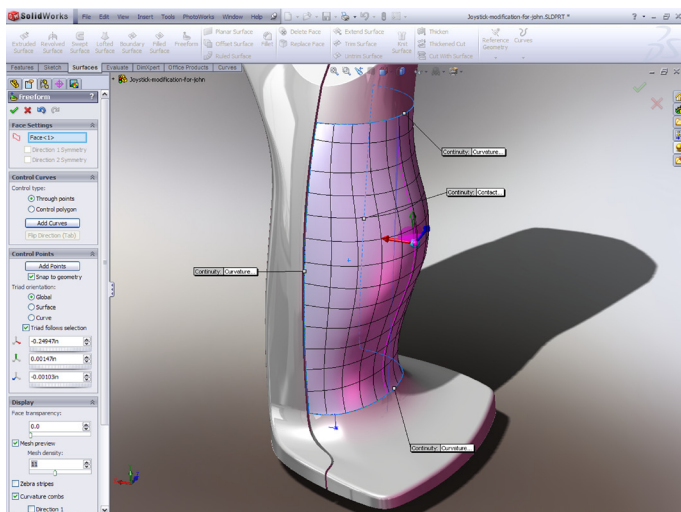 SolidWorks File Edit View Insert Tools PhotoWorks Window Help Joystick-modification-for-john.SLDPRT *
Extruded Surface Revolved Surface Swept Surface Lofted Surface Boundary Surface Filled Surface Freeform Planar Surface Offset Surface Ruled Surface Fillet Delete Face Replace Face Extend Surface Trim Surface Untrim Surface Knit Surface Thicken Thickened Cut Cut With Surface Reference Geometry Curves
Features Sketch Surfaces Evaluate DimXpert Office Products Curves
Joystick-modification-for-john
Freeform ?
Face Settings
Face<1>
Direction 1 Symmetry
Direction 2 Symmetry
Control Curves
Control type:
Through points
Control polygon
Add Curves
Flip Direction (Tab)
Control Points
Add Points
Snap to geometry
Triad orientation:
Global
Surface
Curve
Triad follows selection
-0.24947in
0.00147in
-0.00103in
Display
Face transparency:
0.0
Mesh preview
Mesh density:
11
Zebra stripes
Curvature combs
Direction 1
Continuity: Curvature...
Continuity: Contact...
Continuity: Curvature...
Continuity: Curvature...